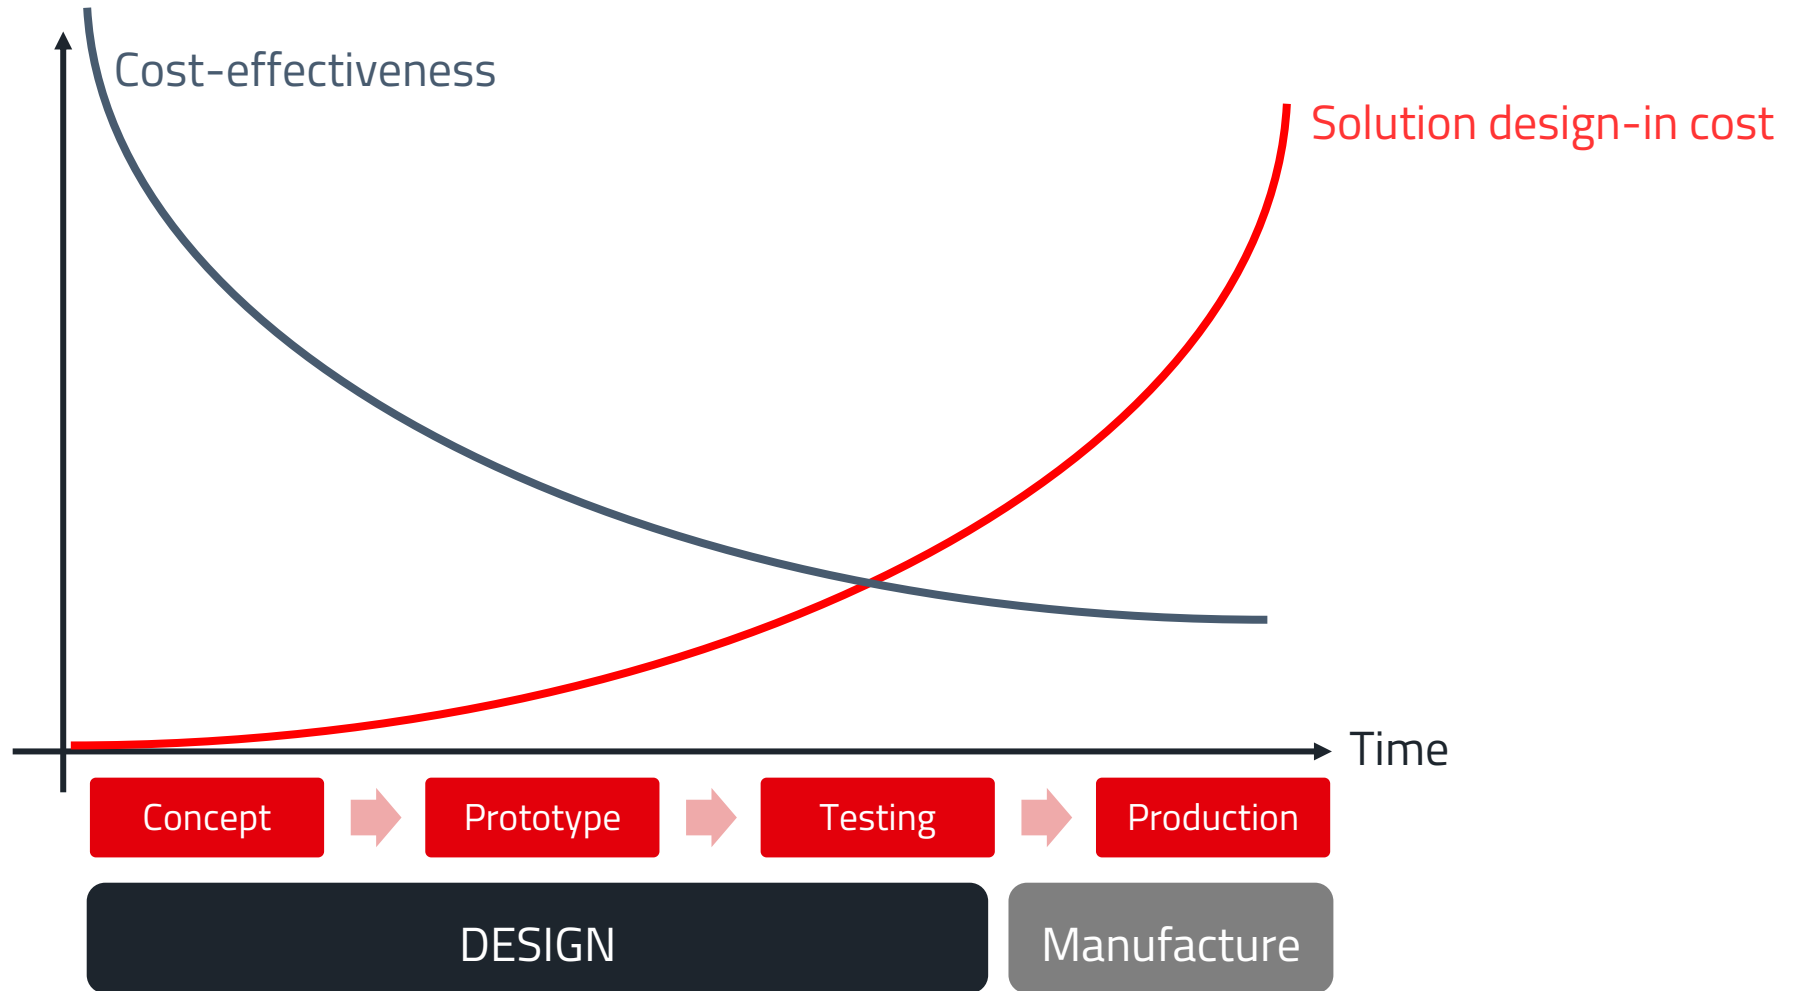 Cost-effectiveness
Solution design-in cost
Time
Concept
Prototype
Testing
Production
DESIGN
Manufacture